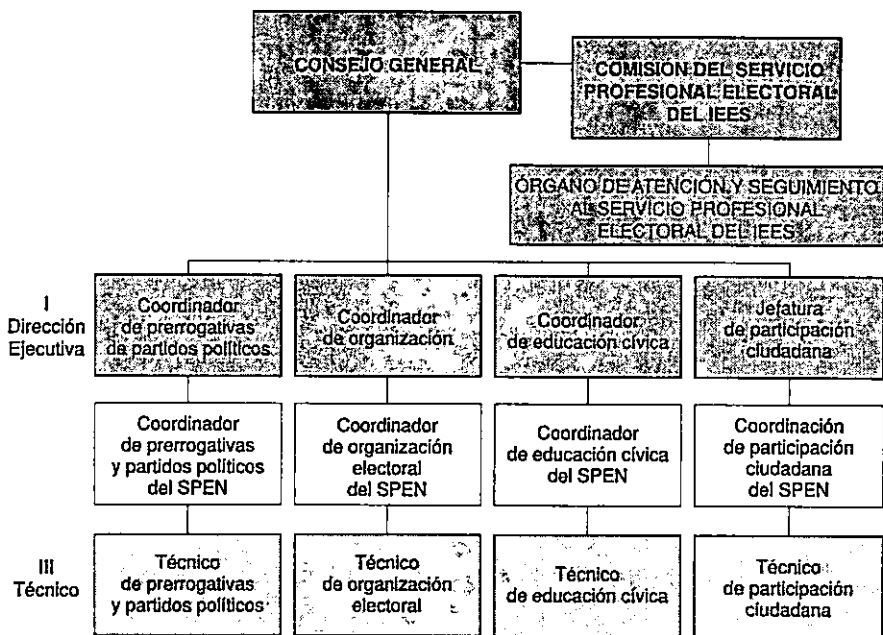 CONSEJO GENERAL
COMISIÓN DEL SERVICIO
PROFESIONAL ELECTORAL
DEL IEES
ÓRGANO DE ATENCIÓN Y SEGUIMIENTO
AL SERVICIO PROFESIONAL
ELECTORAL DEL IEES
I
Dirección
Ejecutiva
Coordinador
de prerrogativas
de partidos políticos
Coordinador
de organización
Coordinador
de educación cívica
Jefatura
de participación
ciudadana
Coordinador
de prerrogativas
y partidos políticos
del SPEN
Coordinador
de organización
electoral
del SPEN
Coordinador
de educación cívica
del SPEN
Coordinación
de participación
ciudadana
del SPEN
III
Técnico
Técnico
de prerrogativas
y partidos políticos
Técnico
de organización
electoral
Técnico
de educación cívica
Técnico
de participación
ciudadana